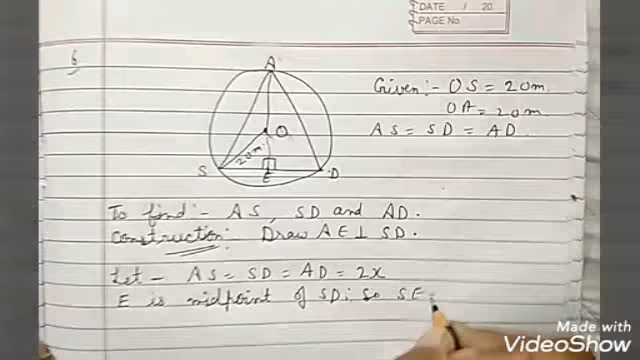 DATE / 20
PAGE No
6
A
Given:- OS = 20m.
OA = 20m.
AS = SD = AD.
O
20m.
S
E
D
To find:- AS, SD and AD.
Construction:- Draw AE⊥ SD.
Let - AS = SD = AD = 2x
E is midpoint of SD; So SE =
Made with
VideoShow